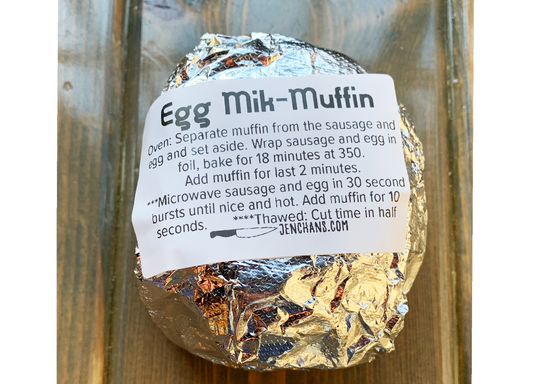 Egg Mik-Muffin
Oven: Separate muffin from the sausage and
egg and set aside. Wrap sausage and egg in
foil, bake for 18 minutes at 350.
Add muffin for last 2 minutes.
***Microwave sausage and egg in 30 second
bursts until nice and hot. Add muffin for 10
seconds. ****Thawed: Cut time in half
JENCHANS.COM